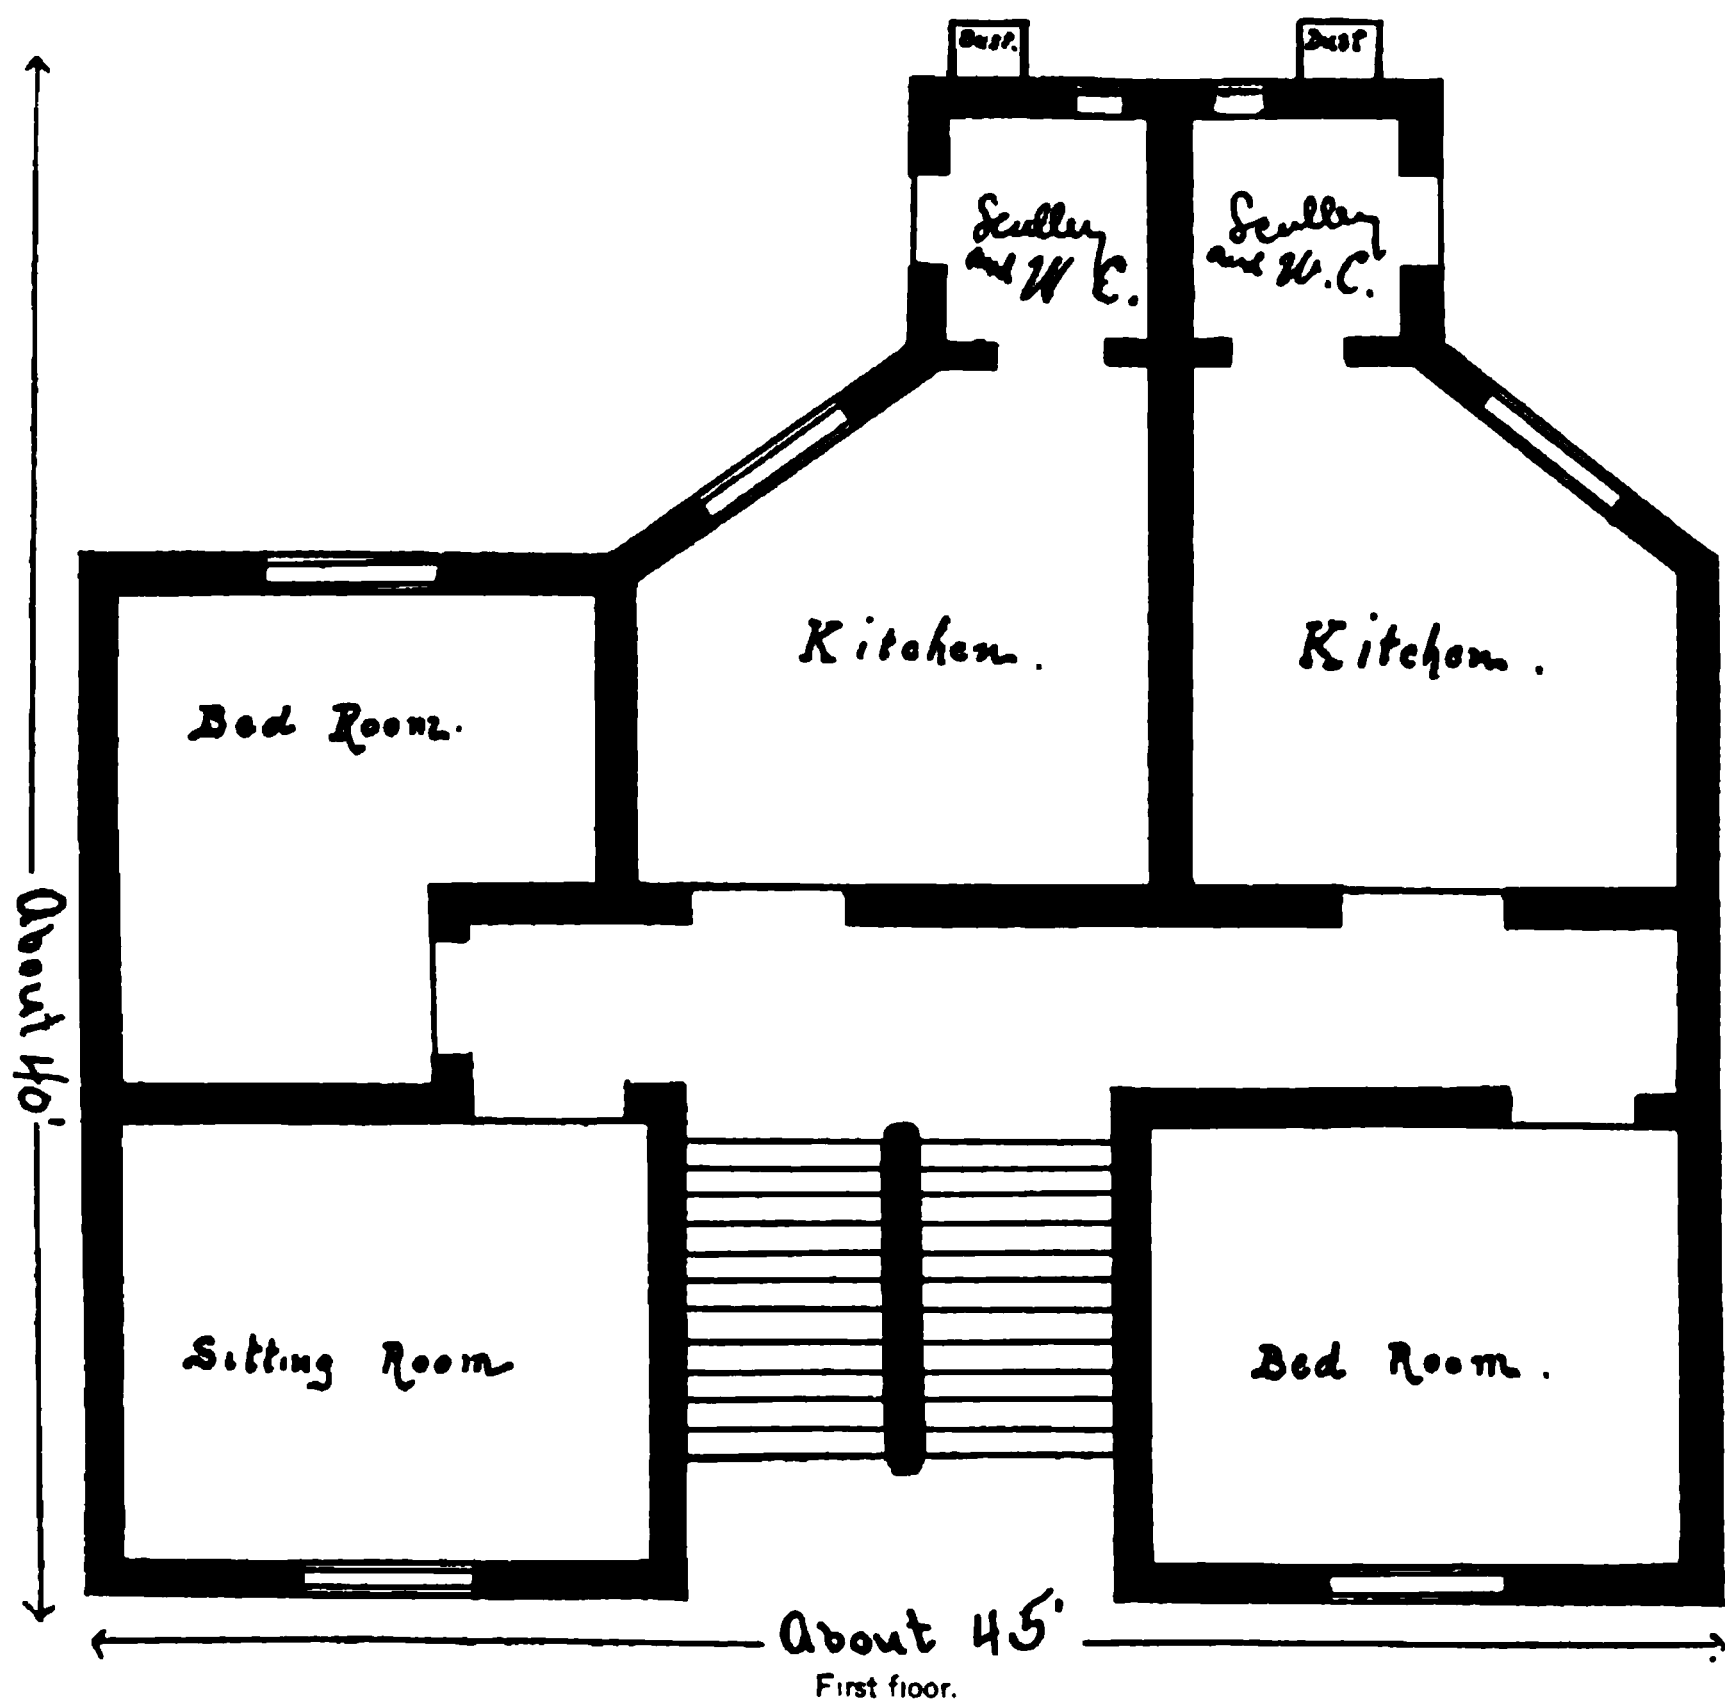 Dust.
Dust
Scullery
and W C.
Scullery
and W.C.
Kitchen.
Kitchen.
Bed Room.
About 40'
Sitting Room
Bed Room.
About 45'
First floor.